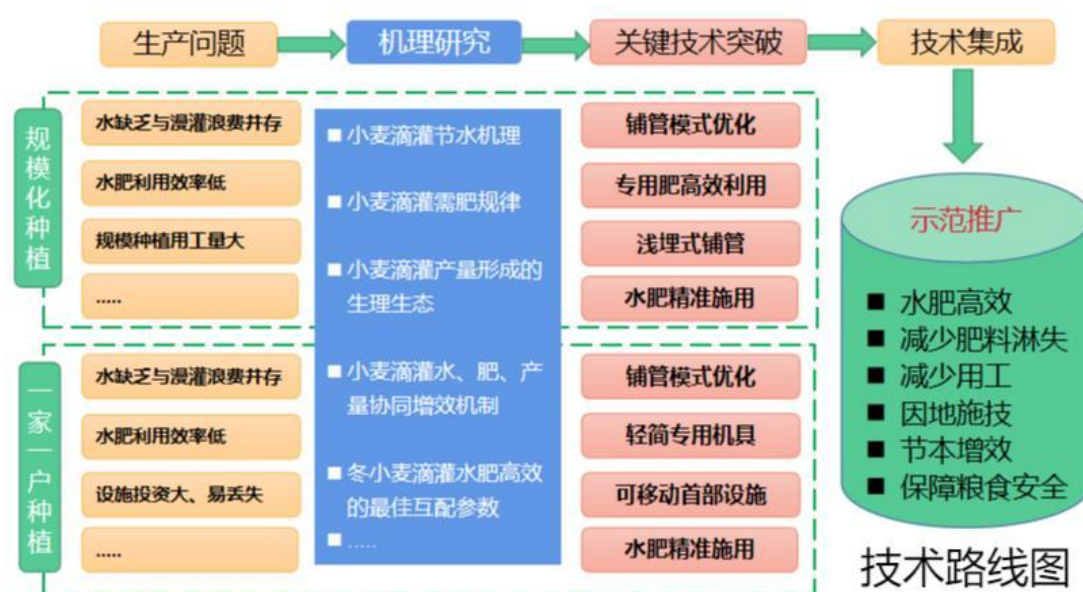 生产问题
机理研究
关键技术突破
技术集成
规模化种植
水缺乏与漫灌浪费并存
水肥利用效率低
规模种植用工量大
.....
一家一户种植
水缺乏与漫灌浪费并存
水肥利用效率低
设施投资大、易丢失
.....
■ 小麦滴灌节水机理
■ 小麦滴灌需肥规律
■ 小麦滴灌产量形成的
生理生态
■ 小麦滴灌水、肥、产
量协同增效机制
■ 冬小麦滴灌水肥高效
的最佳互配参数
■ .....
铺管模式优化
专用肥高效利用
浅埋式铺管
水肥精准施用
铺管模式优化
轻简专用机具
可移动首部设施
水肥精准施用
示范推广
■ 水肥高效
■ 减少肥料淋失
■ 减少用工
■ 因地施技
■ 节本增效
■ 保障粮食安全
技术路线图